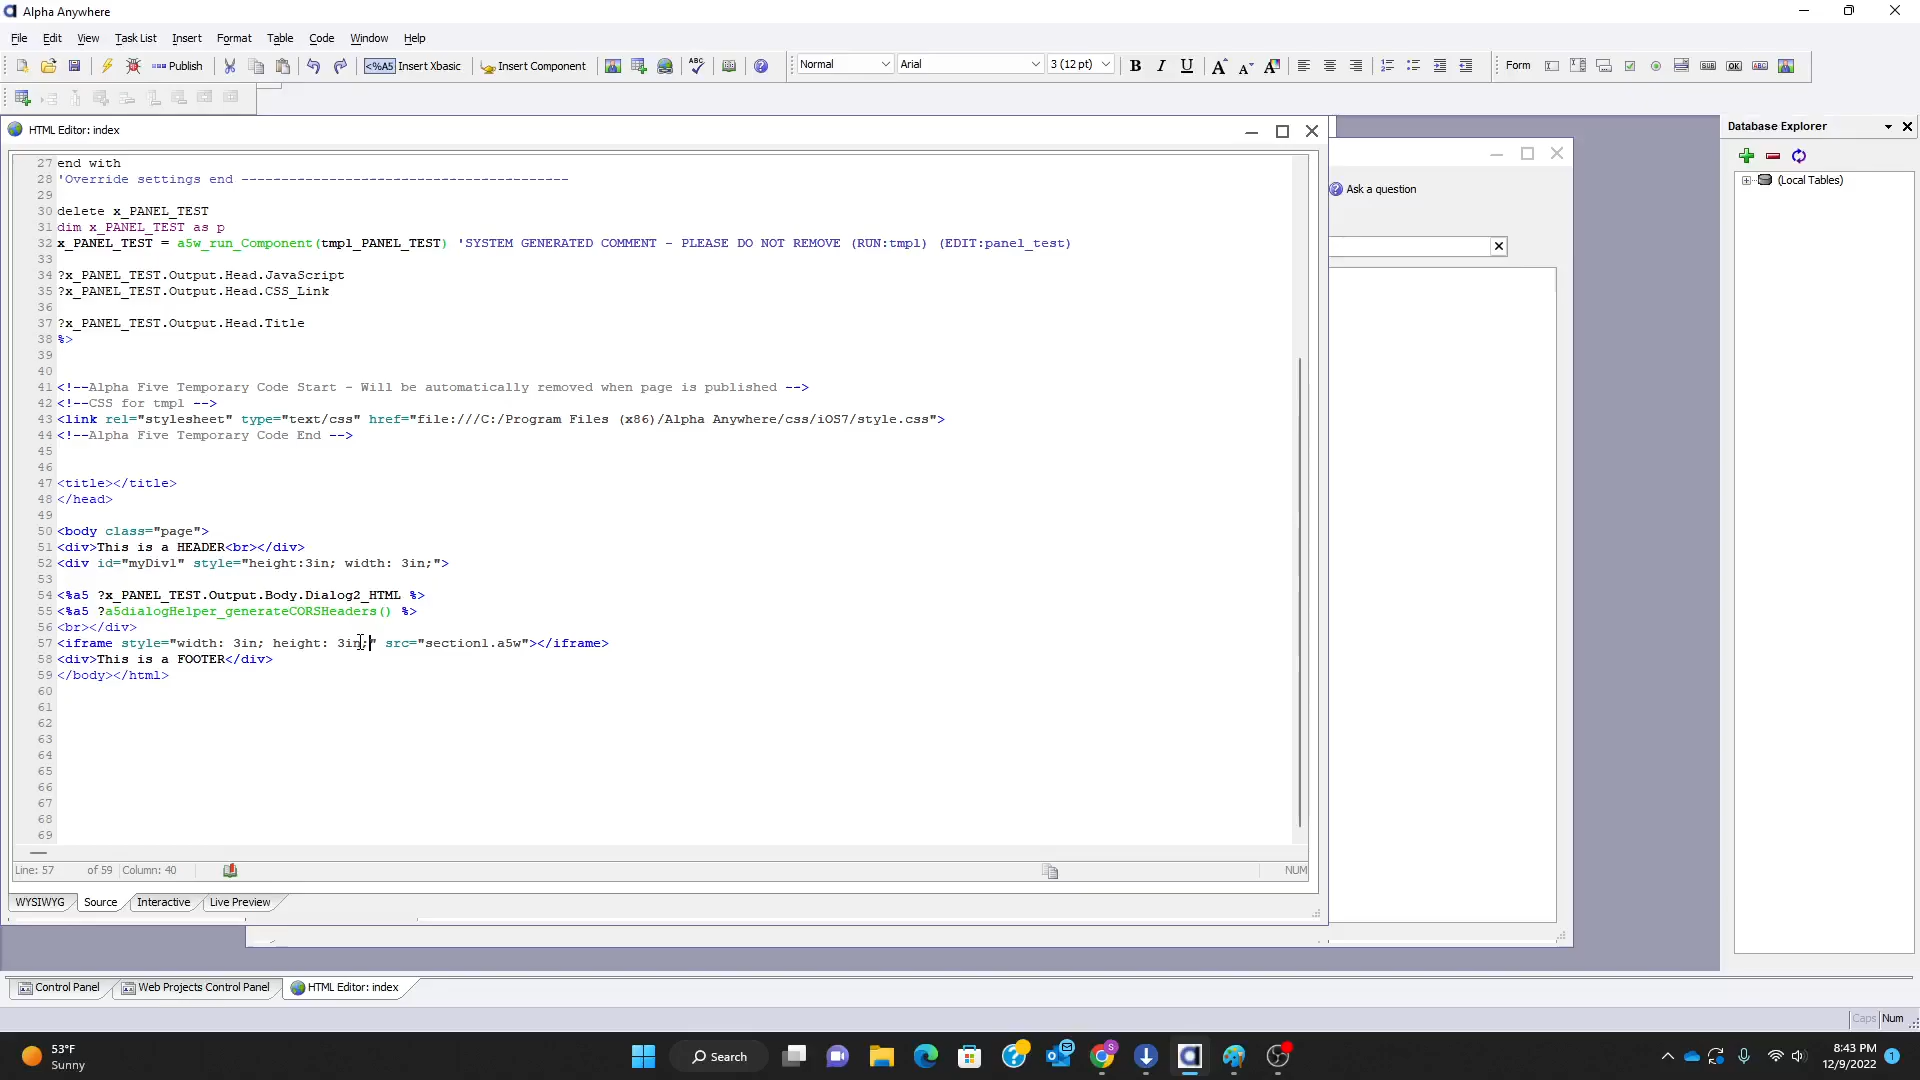 Alpha Anywhere
File Edit View Task List Insert Format Table Code Window Help
Publish <%A5 Insert Xbasic Insert Component ABC Normal Arial 3 (12 pt) B I U A A A Form SUB OK ABC
HTML Editor: index
Database Explorer
Ask a question
(Local Tables)
27 end with
28 'Override settings end -----------------------------------------
29
30 delete x_PANEL_TEST
31 dim x_PANEL_TEST as p
32 x_PANEL_TEST = a5w_run_Component(tmpl_PANEL_TEST) 'SYSTEM GENERATED COMMENT - PLEASE DO NOT REMOVE (RUN:tmpl) (EDIT:panel_test)
33
34 ?x_PANEL_TEST.Output.Head.JavaScript
35 ?x_PANEL_TEST.Output.Head.CSS_Link
36
37 ?x_PANEL_TEST.Output.Head.Title
38 %>
39
40
41 <!--Alpha Five Temporary Code Start - Will be automatically removed when page is published -->
42 <!--CSS for tmpl -->
43 <link rel="stylesheet" type="text/css" href="file:///C:/Program Files (x86)/Alpha Anywhere/css/iOS7/style.css">
44 <!--Alpha Five Temporary Code End -->
45
46
47 <title></title>
48 </head>
49
50 <body class="page">
51 <div>This is a HEADER<br></div>
52 <div id="myDiv1" style="height:3in; width: 3in;">
53
54 <%a5 ?x_PANEL_TEST.Output.Body.Dialog2_HTML %>
55 <%a5 ?a5dialogHelper_generateCORSHeaders() %>
56 <br></div>
57 <iframe style="width: 3in; height: 3in;" src="section1.a5w"></iframe>
58 <div>This is a FOOTER</div>
59 </body></html>
60
61
62
63
64
65
66
67
68
69
Line: 57 of 59 Column: 40 NUM
WYSIWYG Source Interactive Live Preview
Control Panel Web Projects Control Panel HTML Editor: index
Caps Num
53°F
Sunny
Search
S
8:43 PM
12/9/2022
1